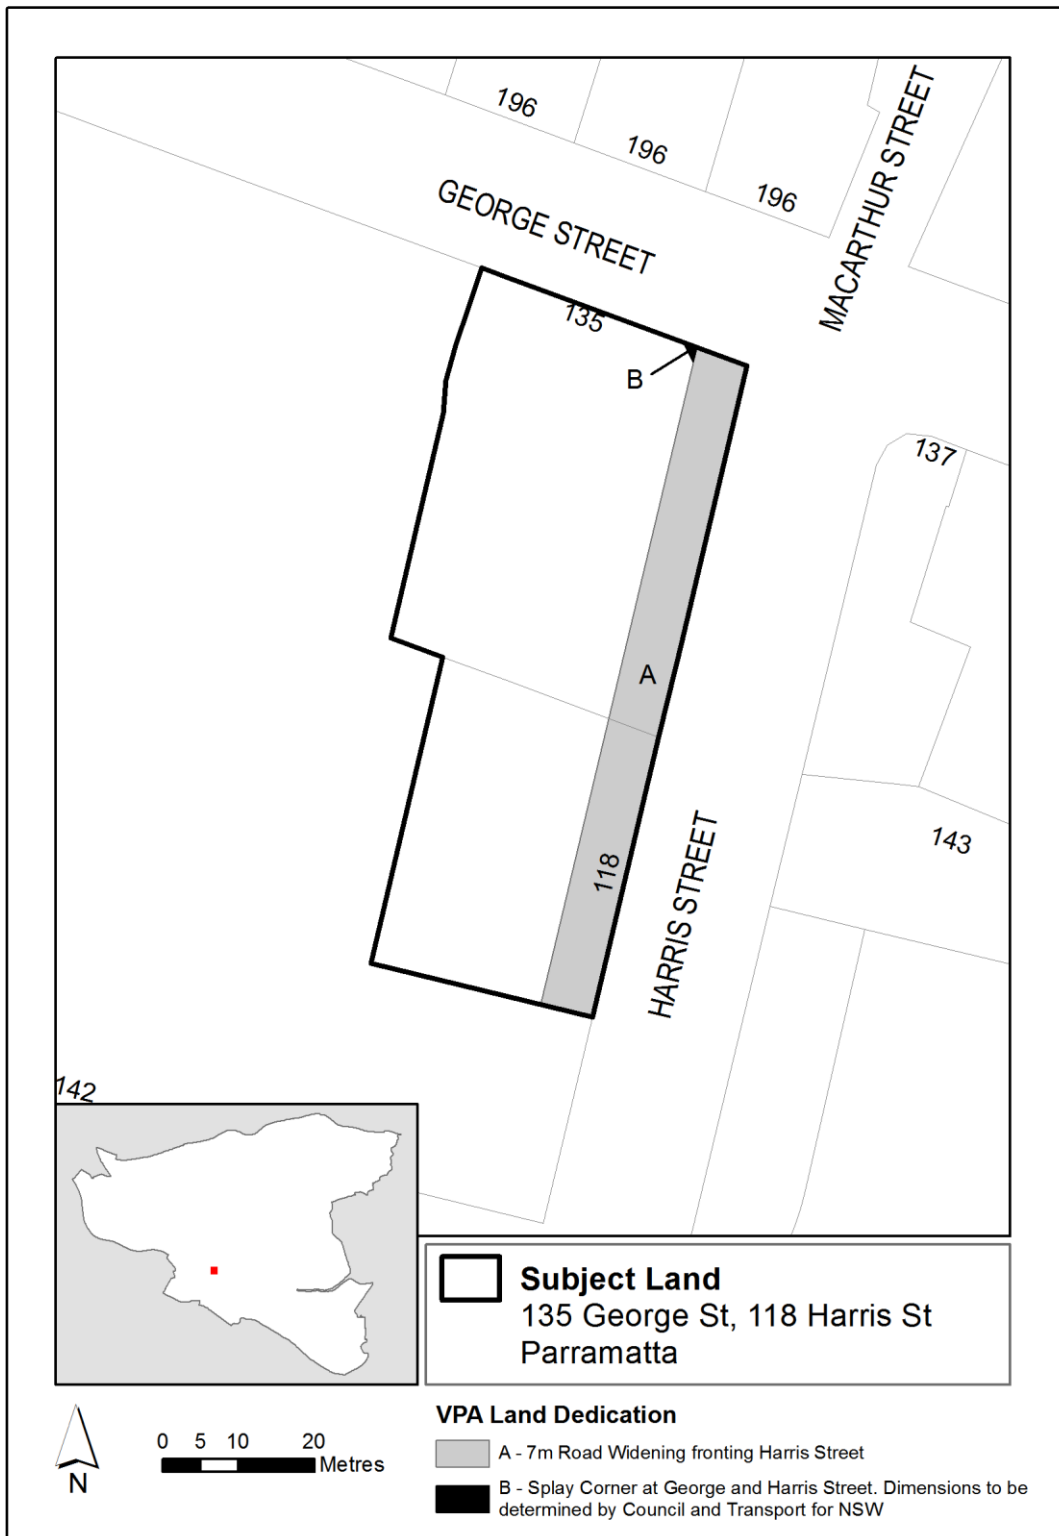 196
196
196
MACARTHUR STREET
GEORGE STREET
135
B
137
A
118
HARRIS STREET
143
142
Subject Land
135 George St, 118 Harris St
Parramatta
N
0 5 10 20
Metres
VPA Land Dedication
A - 7m Road Widening fronting Harris Street
B - Splay Corner at George and Harris Street. Dimensions to be
determined by Council and Transport for NSW